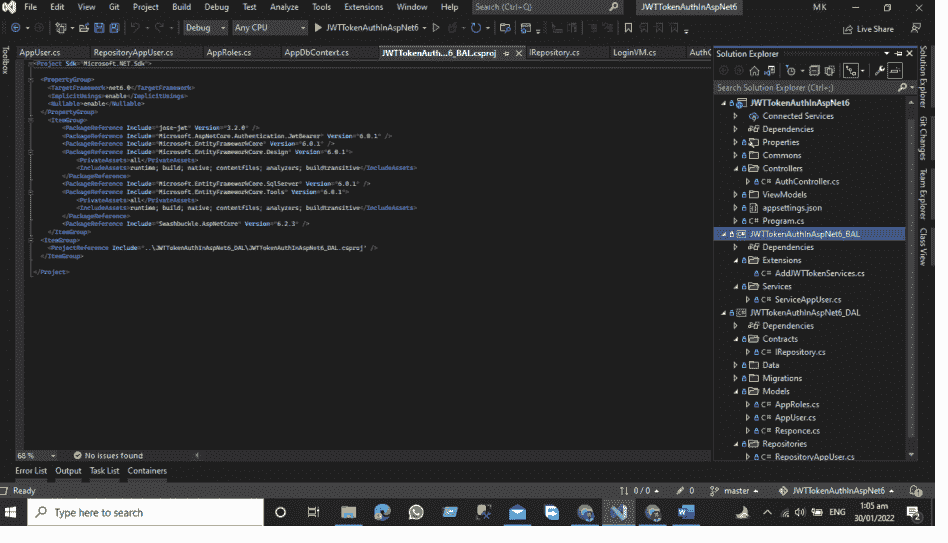 File Edit View Git Project Build Debug Test Analyze Tools Extensions Window Help Search (Ctrl+Q) JWTTokenAuthInAspNet6 MK
Debug Any CPU JWTTokenAuthInAspNet6 Live Share
AppUser.cs RepositoryAppUser.cs AppRoles.cs AppDbContext.cs JWTTokenAuth...6_BAL.csproj IRepository.cs LoginVM.cs AuthC
Toolbox
<Project Sdk="Microsoft.NET.Sdk">
<PropertyGroup>
<TargetFramework>net6.0</TargetFramework>
<ImplicitUsings>enable</ImplicitUsings>
<Nullable>enable</Nullable>
</PropertyGroup>
<ItemGroup>
<PackageReference Include="jose-jwt" Version="3.2.0" />
<PackageReference Include="Microsoft.AspNetCore.Authentication.JwtBearer" Version="6.0.1" />
<PackageReference Include="Microsoft.EntityFrameworkCore" Version="6.0.1" />
<PackageReference Include="Microsoft.EntityFrameworkCore.Design" Version="6.0.1">
<PrivateAssets>all</PrivateAssets>
<IncludeAssets>runtime; build; native; contentfiles; analyzers; buildtransitive</IncludeAssets>
</PackageReference>
<PackageReference Include="Microsoft.EntityFrameworkCore.SqlServer" Version="6.0.1" />
<PackageReference Include="Microsoft.EntityFrameworkCore.Tools" Version="6.0.1">
<PrivateAssets>all</PrivateAssets>
<IncludeAssets>runtime; build; native; contentfiles; analyzers; buildtransitive</IncludeAssets>
</PackageReference>
<PackageReference Include="Swashbuckle.AspNetCore" Version="6.2.3" />
</ItemGroup>
<ItemGroup>
<ProjectReference Include="..\JWTTokenAuthInAspNet6_DAL\JWTTokenAuthInAspNet6_DAL.csproj" />
</ItemGroup>
</Project>
Solution Explorer
Search Solution Explorer (Ctrl+;)
JWTTokenAuthInAspNet6
Connected Services
Dependencies
Properties
Commons
Controllers
C# AuthController.cs
ViewModels
appsettings.json
C# Program.cs
JWTTokenAuthInAspNet6_BAL
Dependencies
Extensions
C# AddJWTTokenServices.cs
Services
C# ServiceAppUser.cs
JWTTokenAuthInAspNet6_DAL
Dependencies
Contracts
C# IRepository.cs
Data
Migrations
Models
C# AppRoles.cs
C# AppUser.cs
C# Responce.cs
Repositories
C# RepositoryAppUser.cs
Solution Explorer
Git Changes
Team Explorer
Class View
68 % No issues found
Error List Output Task List Containers
Ready 0 / 0 0 master JWTTokenAuthInAspNet6
Type here to search ENG 1:05 am
30/01/2022 2